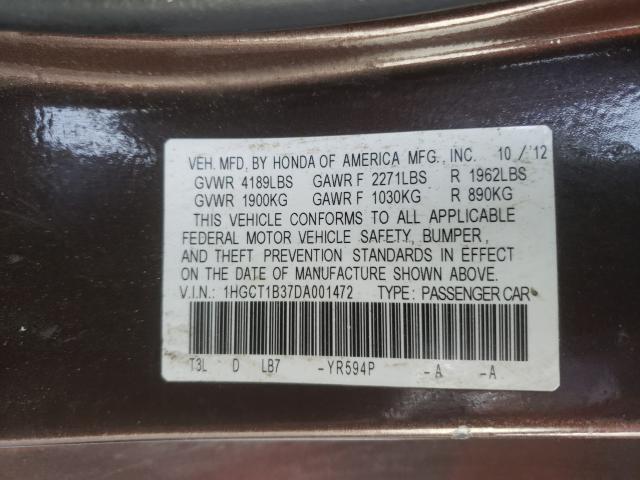 VEH. MFD. BY HONDA OF AMERICA MFG., INC. 10 / '12
GVWR 4189LBS GAWR F 2271LBS R 1962LBS
GVWR 1900KG GAWR F 1030KG R 890KG
THIS VEHICLE CONFORMS TO ALL APPLICABLE
FEDERAL MOTOR VEHICLE SAFETY, BUMPER,
AND THEFT PREVENTION STANDARDS IN EFFECT
ON THE DATE OF MANUFACTURE SHOWN ABOVE.
V.I.N.: 1HGCT1B37DA001472 TYPE: PASSENGER CAR
T3L D LB7 -YR594P -A -A